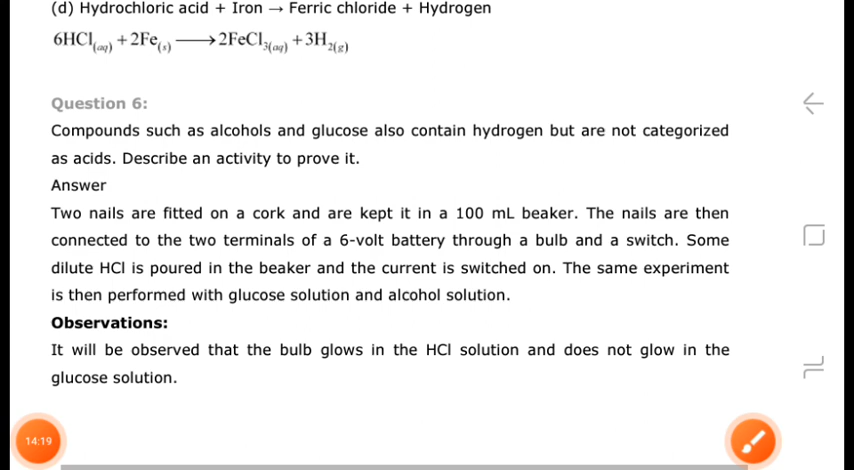 (d) Hydrochloric acid + Iron → Ferric chloride + Hydrogen
6HCl(aq) + 2Fe(s) ⟶ 2FeCl3(aq) + 3H2(g)
Question 6:
Compounds such as alcohols and glucose also contain hydrogen but are not categorized
as acids. Describe an activity to prove it.
Answer
Two nails are fitted on a cork and are kept it in a 100 mL beaker. The nails are then
connected to the two terminals of a 6-volt battery through a bulb and a switch. Some
dilute HCl is poured in the beaker and the current is switched on. The same experiment
is then performed with glucose solution and alcohol solution.
Observations:
It will be observed that the bulb glows in the HCl solution and does not glow in the
glucose solution.
14:19